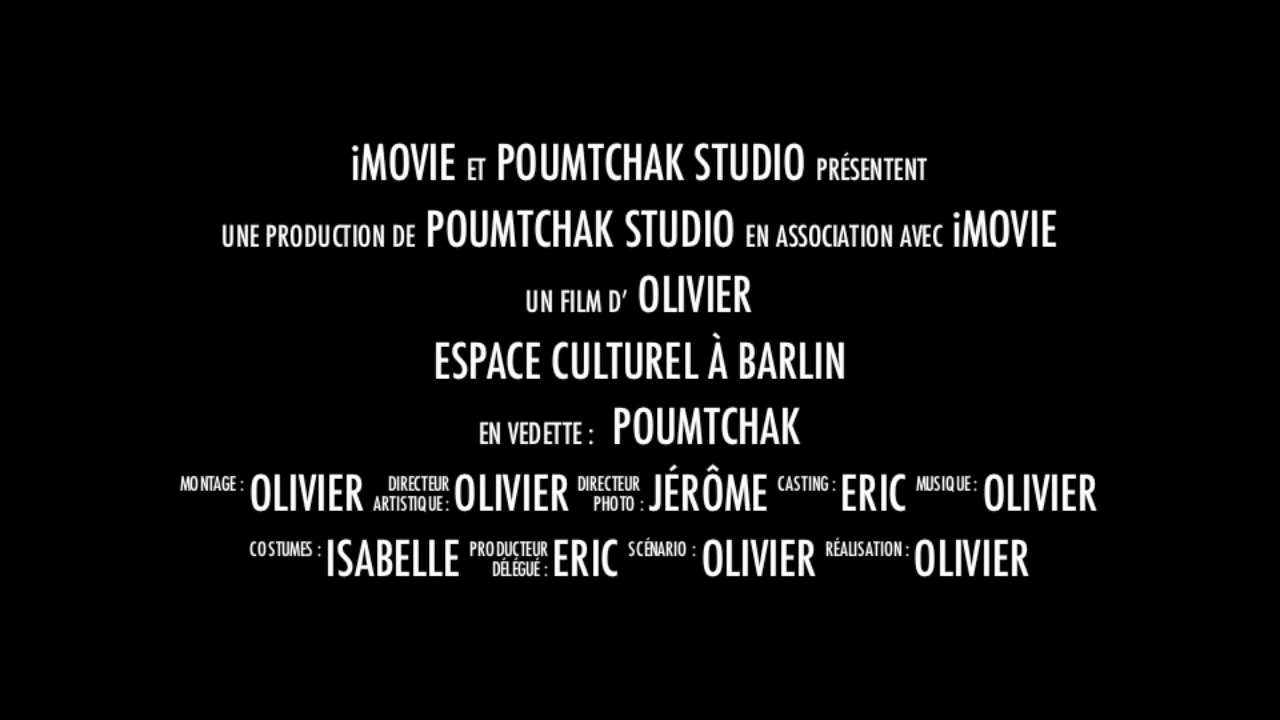 iMOVIE ET POUMTCHAK STUDIO PRÉSENTENT
UNE PRODUCTION DE POUMTCHAK STUDIO EN ASSOCIATION AVEC iMOVIE
UN FILM D’ OLIVIER
ESPACE CULTUREL À BARLIN
EN VEDETTE : POUMTCHAK
MONTAGE : OLIVIER DIRECTEUR ARTISTIQUE : OLIVIER DIRECTEUR PHOTO : JÉRÔME CASTING : ERIC MUSIQUE : OLIVIER
COSTUMES : ISABELLE PRODUCTEUR DÉLÉGUÉ : ERIC SCÉNARIO : OLIVIER RÉALISATION : OLIVIER